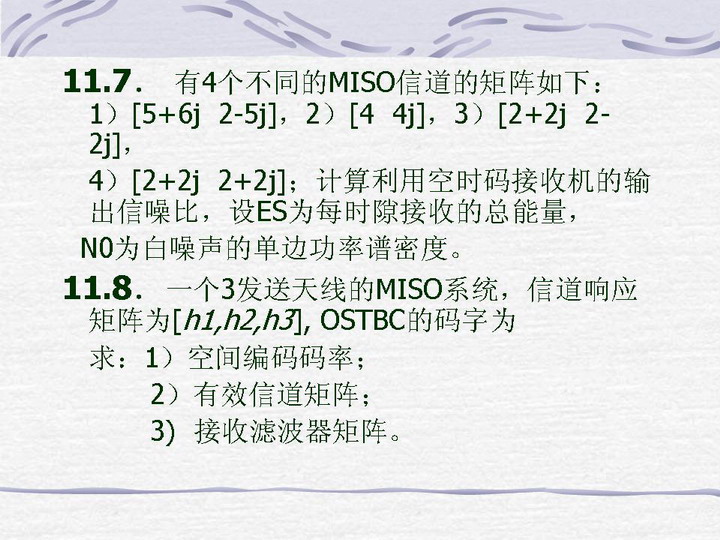 11.7． 有4个不同的MISO信道的矩阵如下：
1）[5+6j 2-5j]，2）[4 4j]，3）[2+2j 2-
2j]，
4）[2+2j 2+2j]；计算利用空时码接收机的输
出信噪比，设ES为每时隙接收的总能量，
N0为白噪声的单边功率谱密度。
11.8． 一个3发送天线的MISO系统，信道响应
矩阵为[h1,h2,h3], OSTBC的码字为
求：1）空间编码码率；
2）有效信道矩阵；
3) 接收滤波器矩阵。